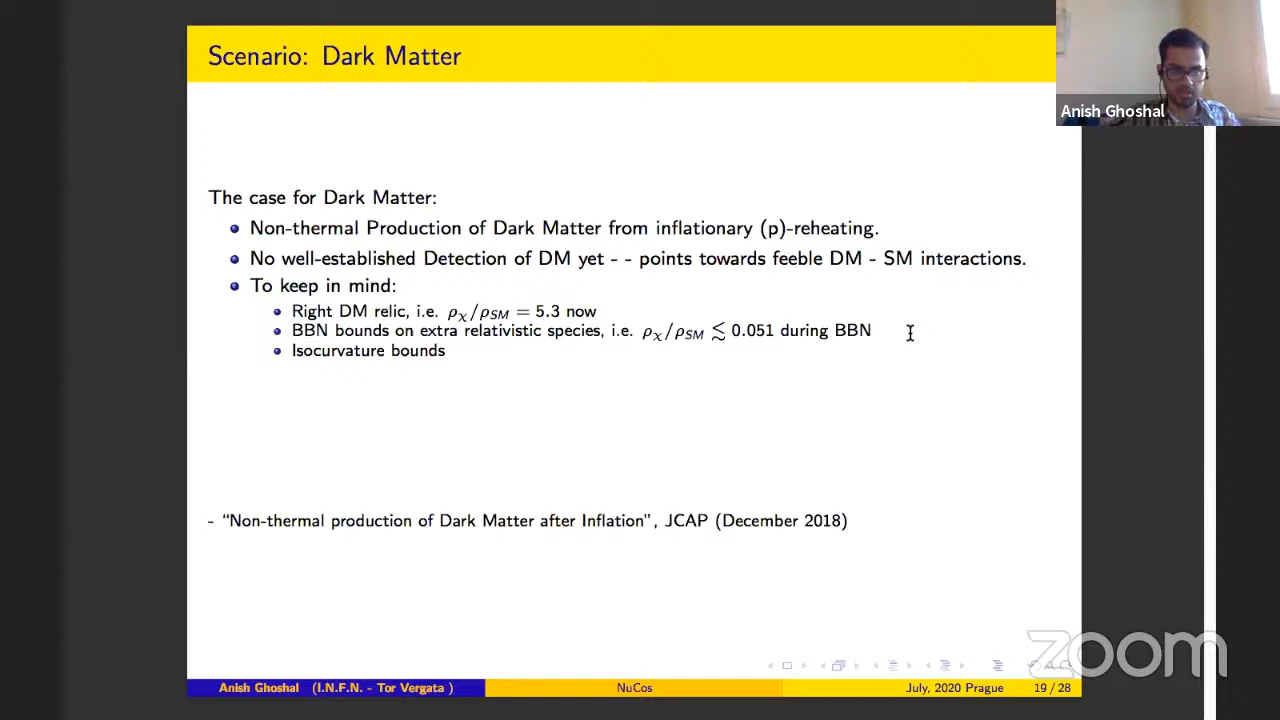 Scenario: Dark Matter
Anish Ghoshal
The case for Dark Matter:
Non-thermal Production of Dark Matter from inflationary (p)-reheating.
No well-established Detection of DM yet - - points towards feeble DM - SM interactions.
To keep in mind:
Right DM relic, i.e. ρχ/ρSM = 5.3 now
BBN bounds on extra relativistic species, i.e. ρχ/ρSM ≲ 0.051 during BBN
Isocurvature bounds
- “Non-thermal production of Dark Matter after Inflation”, JCAP (December 2018)
zoom
Anish Ghoshal (I.N.F.N. - Tor Vergata ) NuCos July, 2020 Prague 19 / 28